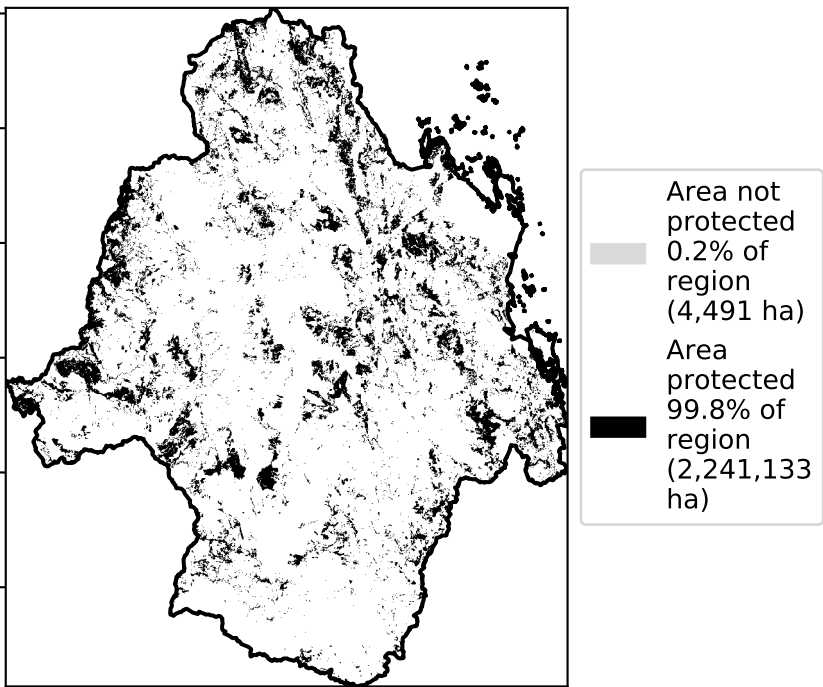 Area not
protected
0.2% of
region
(4,491 ha)
Area
protected
99.8% of
region
(2,241,133
ha)